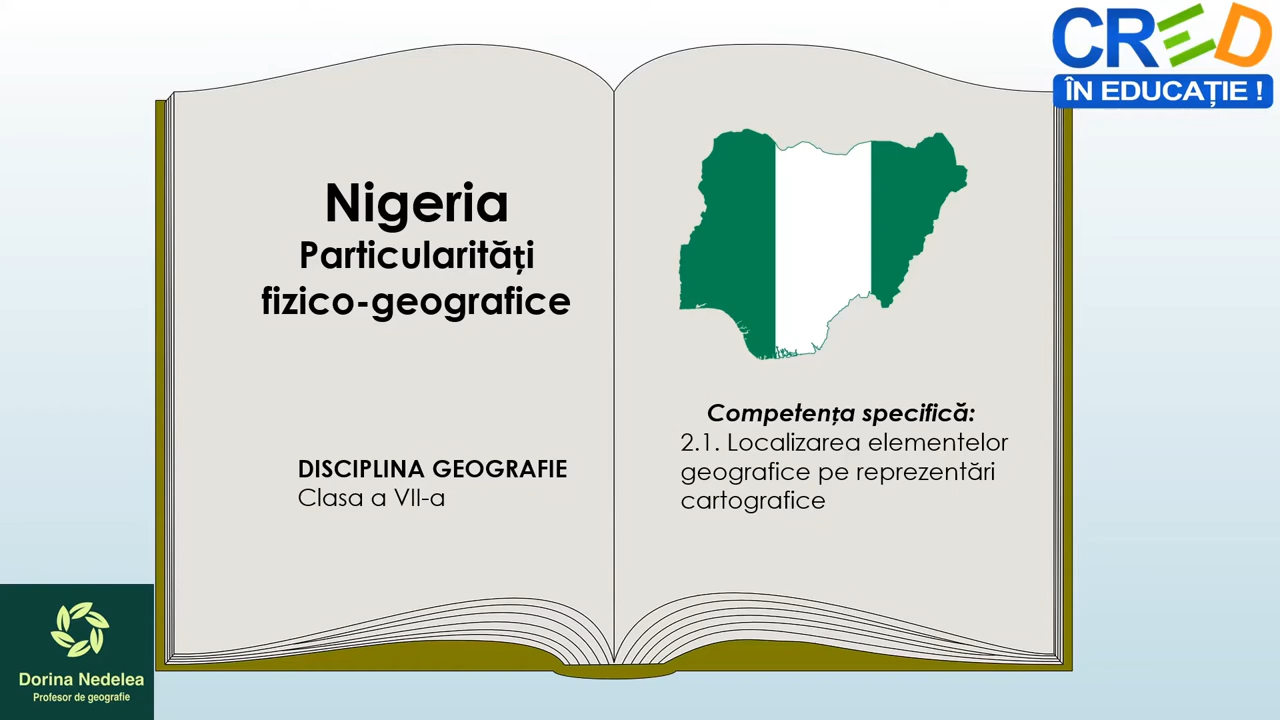 CRED
ÎN EDUCAȚIE !
Nigeria
Particularități
fizico-geografice
DISCIPLINA GEOGRAFIE
Clasa a VII-a
Competența specifică:
2.1. Localizarea elementelor
geografice pe reprezentări
cartografice
Dorina Nedelea
Profesor de geografie